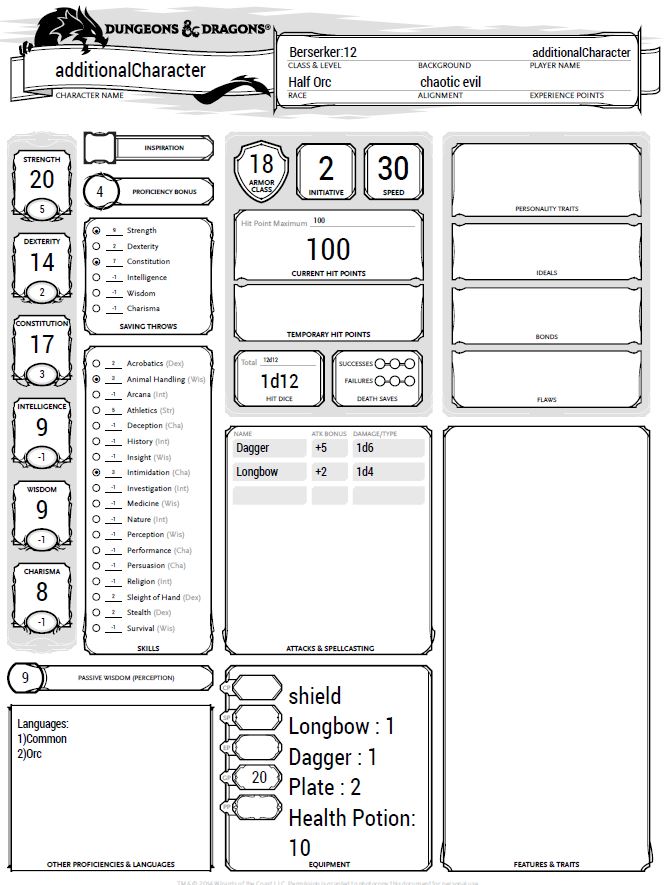 DUNGEONS & DRAGONS®
additionalCharacter
CHARACTER NAME
Berserker:12 additionalCharacter
CLASS & LEVEL BACKGROUND PLAYER NAME
Half Orc chaotic evil
RACE ALIGNMENT EXPERIENCE POINTS
STRENGTH
20
5
DEXTERITY
14
2
CONSTITUTION
17
3
INTELLIGENCE
9
-1
WISDOM
9
-1
CHARISMA
8
-1
INSPIRATION
4 PROFICIENCY BONUS
9 Strength
2 Dexterity
7 Constitution
-1 Intelligence
-1 Wisdom
-1 Charisma
SAVING THROWS
2 Acrobatics (Dex)
3 Animal Handling (Wis)
-1 Arcana (Int)
5 Athletics (Str)
-1 Deception (Cha)
-1 History (Int)
-1 Insight (Wis)
3 Intimidation (Cha)
-1 Investigation (Int)
-1 Medicine (Wis)
-1 Nature (Int)
-1 Perception (Wis)
-1 Performance (Cha)
-1 Persuasion (Cha)
-1 Religion (Int)
2 Sleight of Hand (Dex)
2 Stealth (Dex)
-1 Survival (Wis)
SKILLS
9 PASSIVE WISDOM (PERCEPTION)
Languages:
1)Common
2)Orc
OTHER PROFICIENCIES & LANGUAGES
18
ARMOR
CLASS
2
INITIATIVE
30
SPEED
Hit Point Maximum 100
100
CURRENT HIT POINTS
TEMPORARY HIT POINTS
Total 12d12
1d12
HIT DICE
SUCCESSES
FAILURES
DEATH SAVES
NAME ATK BONUS DAMAGE/TYPE
Dagger +5 1d6
Longbow +2 1d4
ATTACKS & SPELLCASTING
CP
SP
EP
GP 20
PP
shield
Longbow : 1
Dagger : 1
Plate : 2
Health Potion:
10
EQUIPMENT
PERSONALITY TRAITS
IDEALS
BONDS
FLAWS
FEATURES & TRAITS